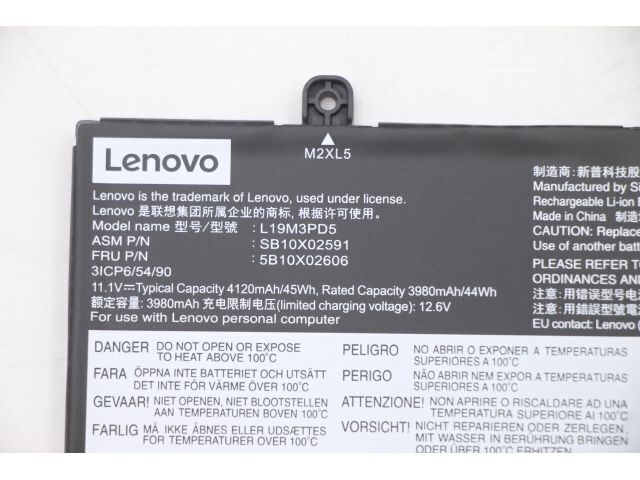 M2XL5
Lenovo
Lenovo is the trademark of Lenovo, used under license.
Lenovo 是联想集团所属企业的商标, 根据许可使用.
Model name 型号/型號: L19M3PD5
ASM P/N SB10X02591
FRU P/N 5B10X02606
3ICP6/54/90
11.1V⎓Typical Capacity 4120mAh/45Wh, Rated Capacity 3980mAh/44Wh
额定容量: 3980mAh 充电限制电压(limited charging voltage): 12.6V
For use with Lenovo personal computer
制造商: 新普科技股
Manufactured by Si
Rechargeable Li-ion
Made in China
CAUTION: Replace
Use of another bat
PLEASE REFER TO
ORDINANCES AND
注意: 用错误型号电
注意: 用錯誤型號電
EU contact: Lenovo
DANGER DO NOT OPEN OR EXPOSE
TO HEAT ABOVE 100°C
FARA ÖPPNA INTE BATTERIET OCH UTSÄTT
DET INTE FÖR VÄRME ÖVER 100°C
GEVAAR! NIET OPENEN, NIET BLOOTSTELLEN
AAN TEMPERATUREN BOVEN 100°C
FARLIG MÅ IKKE ÅBNES ELLER UDSÆTTES
FOR TEMPERATURER OVER 100°C
PELIGRO NO ABRIR O EXPONER A TEMPERATURAS
SUPERIORES A 100°C
PERIGO NÃO ABRIR NEM EXPOR A TEMPERATURAS
SUPERIORES A 100°C
ATTENZIONE! NON APRIRE O RISCALDARE AD UNA
TEMPERATURA SUPERIORE AI 100°C
VORSICHT! NICHT REPARIEREN ODER ZERLEGEN,
MIT WASSER IN BERÜHRUNG BRINGEN
ODER ÜBER 100°C ERHITZEN.